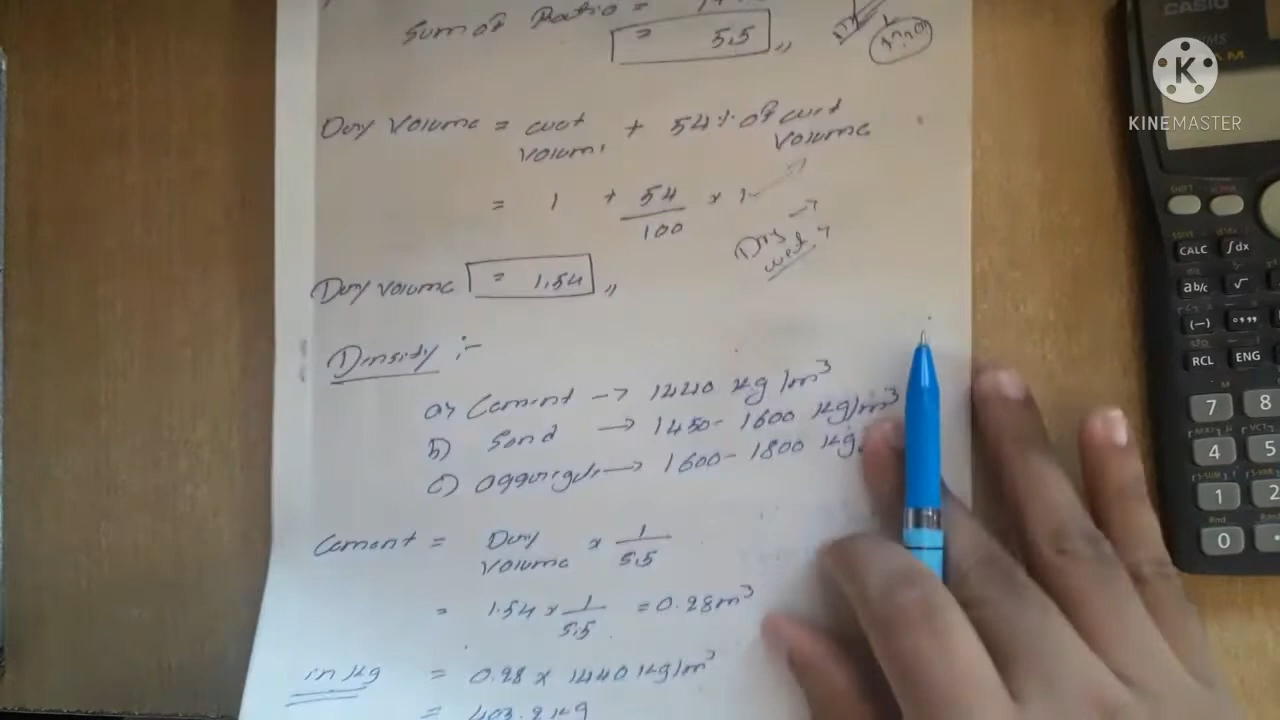 Sum of Ratio =
= 5.5 ,,
Dry Volume = wet volume + 54% of wet volume
= 1 + 54/100 × 1
Dry → wet
Dry volume = 1.54 ,,
Density :-
a) Cement → 1440 kg/m³
b) Sand → 1450 - 1600 kg/m³
c) → 1600 - 1800 kg
Cement = Dry volume × 1/5.5
= 1.54 × 1/5.5 = 0.28 m³
in kg = 0.28 × 1440 kg/m³
= 403.2 kg
K
KINEMASTER
CASIO
SHIFT
CALC ∫dx
ab/c √
(−) °,,,
RCL ENG
7 8
4 5
1 2
0 .